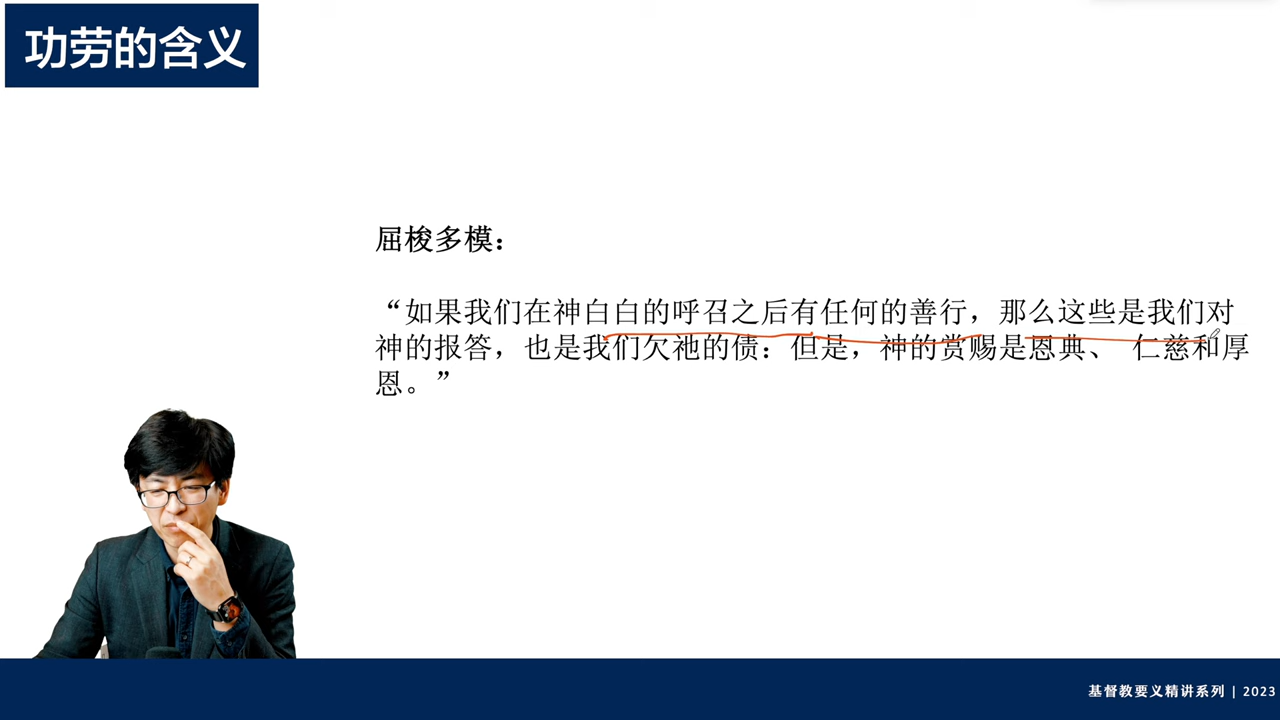 功劳的含义
屈梭多模：
“如果我们在神白白的呼召之后有任何的善行，那么这些是我们对
神的报答，也是我们欠祂的债：但是，神的赏赐是恩典、 仁慈和厚
恩。”
基督教要义精讲系列 | 2023